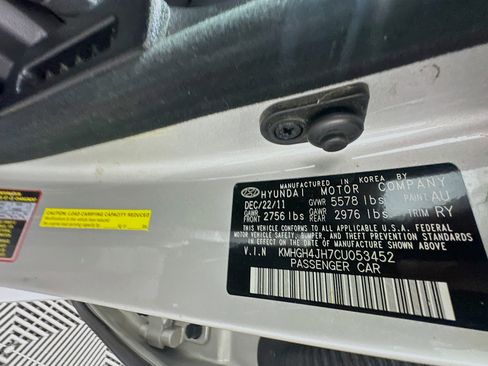 MANUFACTURED IN KOREA BY
HYUNDAI MOTOR COMPANY
DEC/22/11 GVWR 5578 lbs PAINT AU
GAWR FRONT 2756 lbs GAWR REAR 2976 lbs TRIM RY
THIS VEHICLE CONFORMS TO ALL APPLICABLE U.S.A. FEDERAL
MOTOR VEHICLE SAFETY, BUMPER, AND THEFT PREVENTION STANDARDS
IN EFFECT ON THE DATE OF MANUFACTURE SHOWN ABOVE.
V.I.N KMHGH4JH7CU053452
PASSENGER CAR
CAUTION, LOAD CARRYING CAPACITY REDUCED